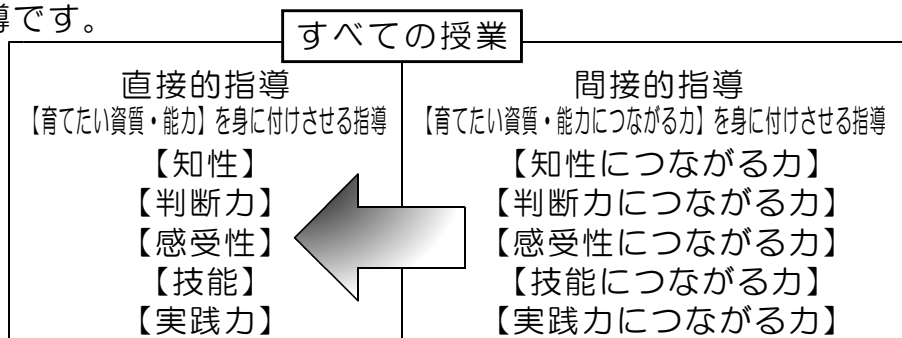 導です。
すべての授業
直接的指導
【育てたい資質・能力】を身に付けさせる指導
【知性】
【判断力】
【感受性】
【技能】
【実践力】
間接的指導
【育てたい資質・能力につながる力】を身に付けさせる指導
【知性につながる力】
【判断力につながる力】
【感受性につながる力】
【技能につながる力】
【実践力につながる力】